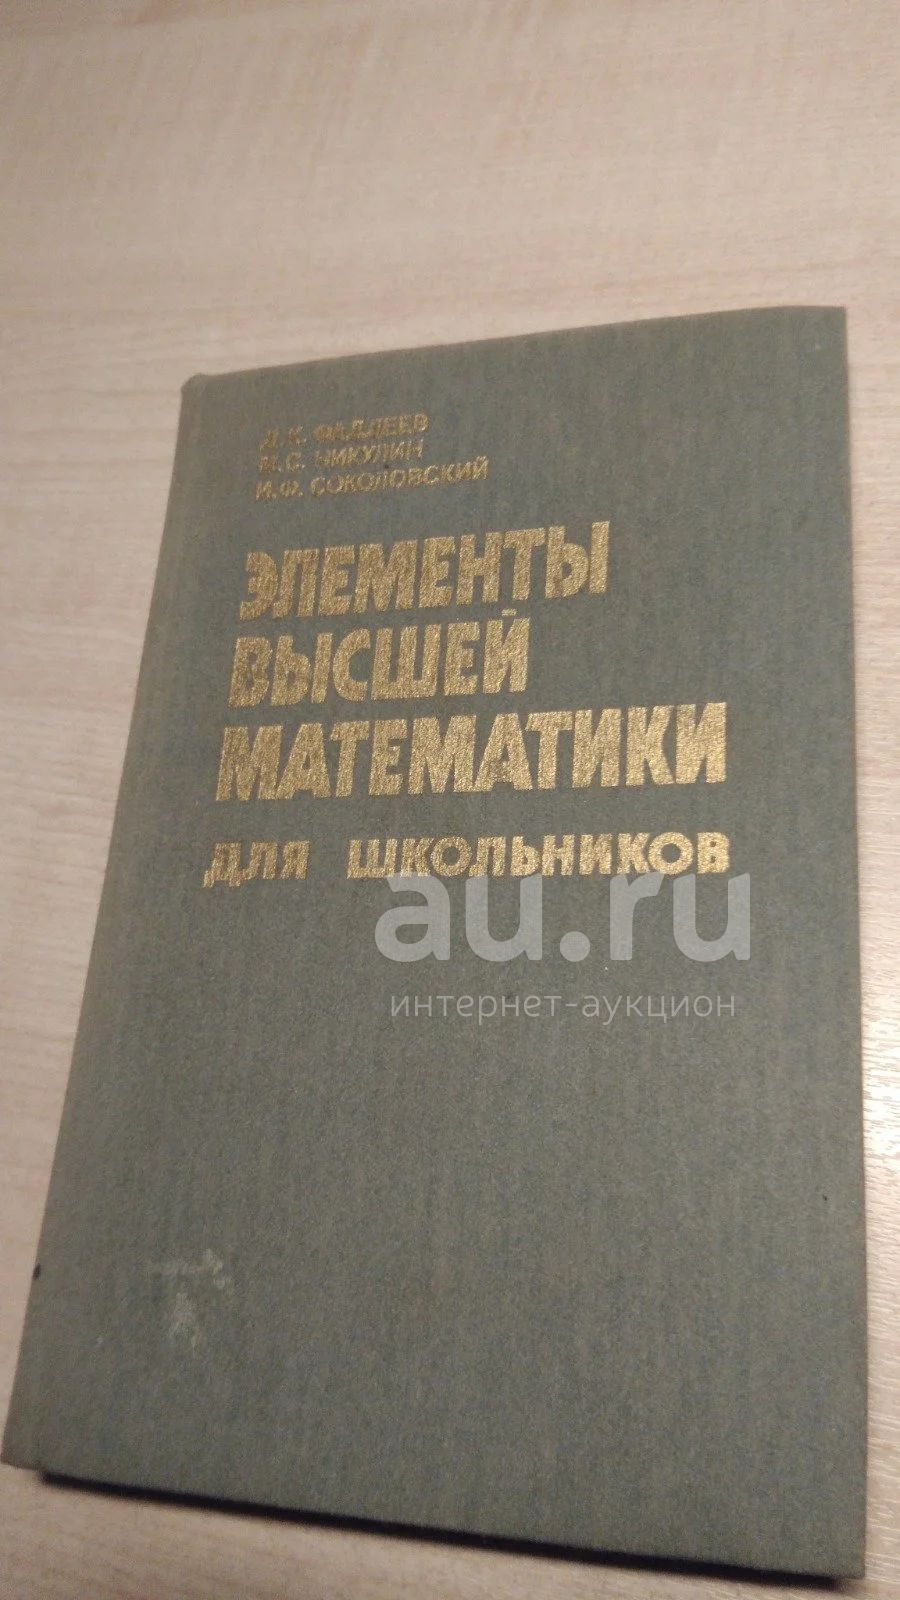 Д. К. ФАДДЕЕВ
М. С. НИКУЛИН
И. Ф. СОКОЛОВСКИЙ
ЭЛЕМЕНТЫ
ВЫСШЕЙ
МАТЕМАТИКИ
ДЛЯ ШКОЛЬНИКОВ
au.ru
интернет-аукцион